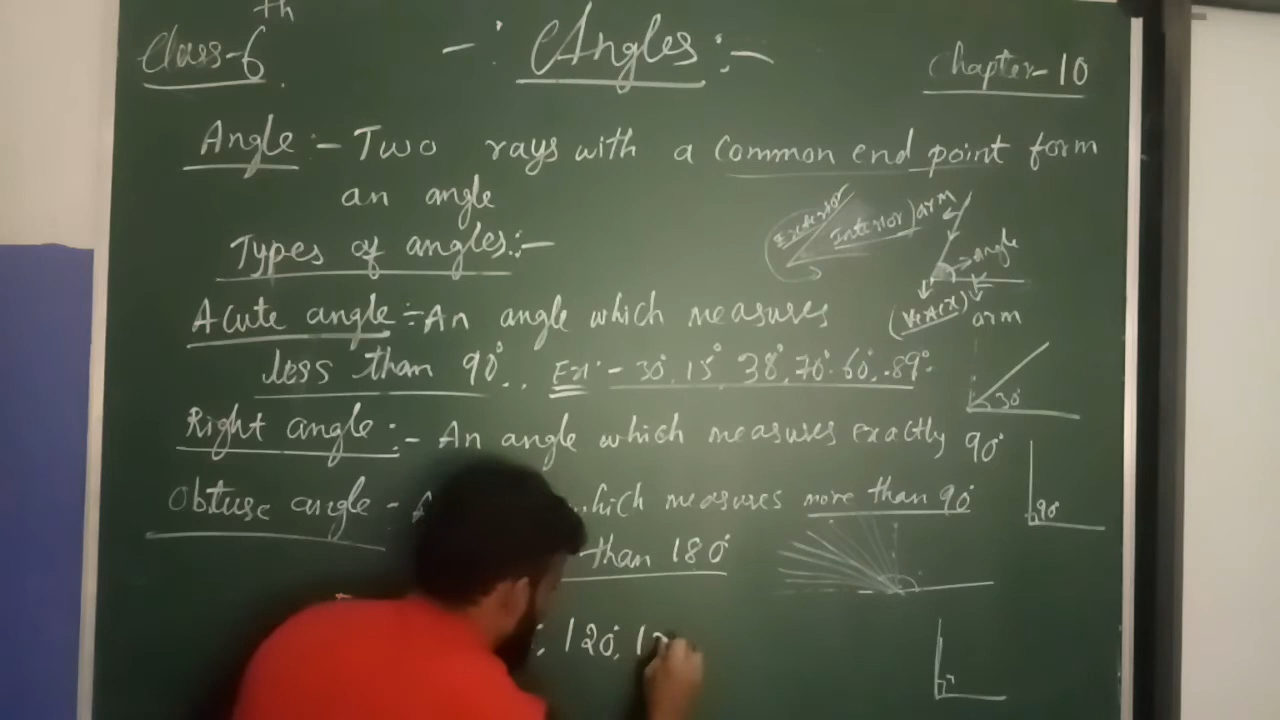 Class-6th.
-: Angles :-
Chapter-10
Angle :- Two rays with a common end point form
an angle
Types of angles:-
Exterior
Interior
arm
angle
(Vertex)
arm
Acute angle :- An angle which measures
less than 90°. Ex:- 30°, 15°, 38°, 70°, 60°, 89°.
30°
Right angle :- An angle which measures exactly 90°
90°
Obtuse angle - which measures more than 90°
than 180°
120°,